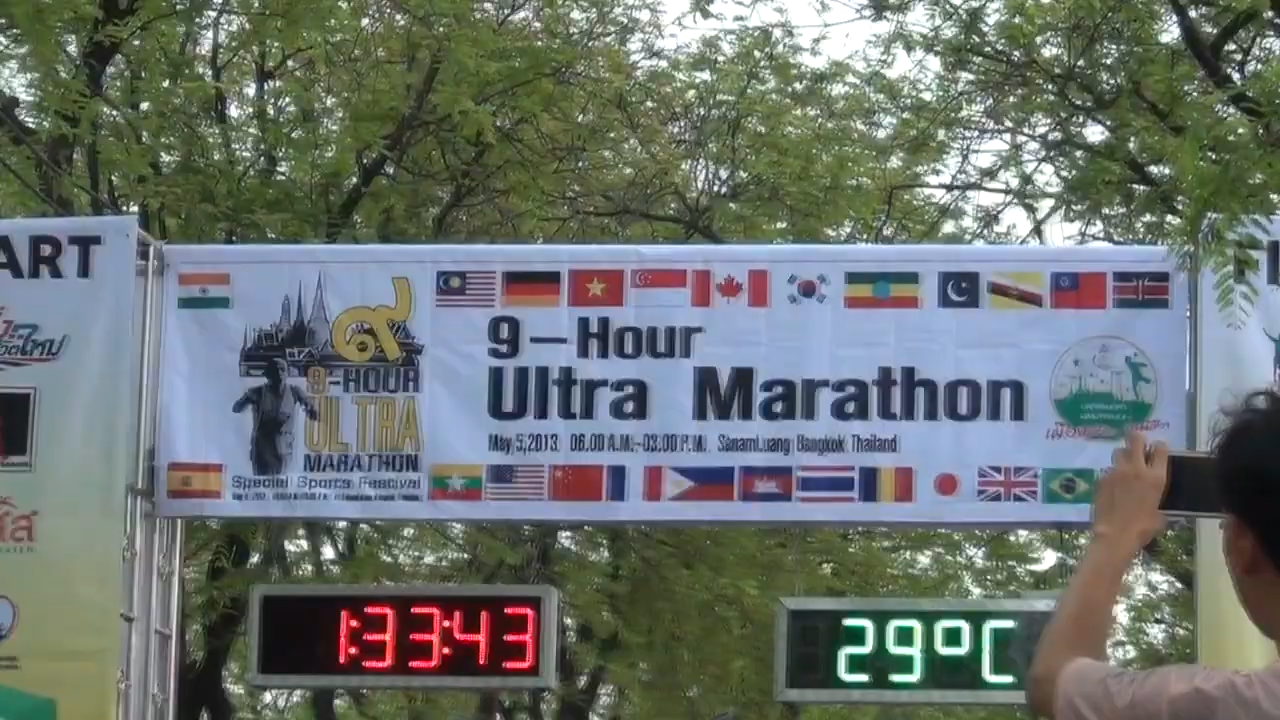 ART
๙
9-HOUR
ULTRA
MARATHON
Special Sports Festival
9-Hour
Ultra Marathon
May,5,2013 06.00 A.M.-03.00 P.M. SanamLuang Bangkok Thailand
1:33:43
29°C